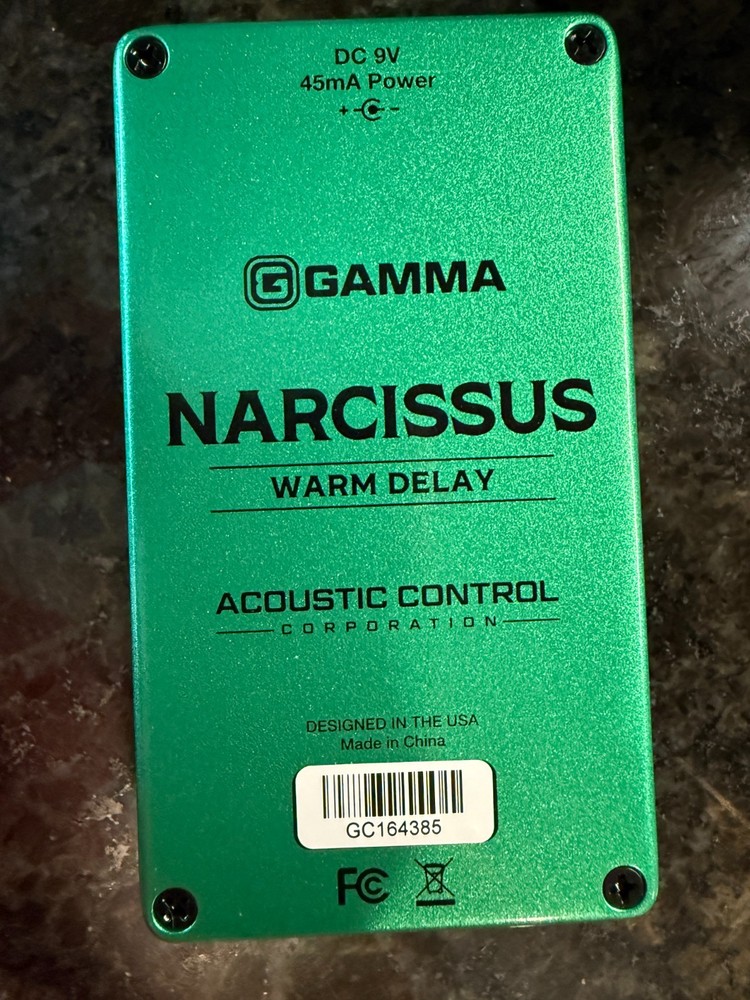 DC 9V
45mA Power
+ -
GAMMA
NARCISSUS
WARM DELAY
ACOUSTIC CONTROL
CORPORATION
DESIGNED IN THE USA
Made in China
GC164385
FC